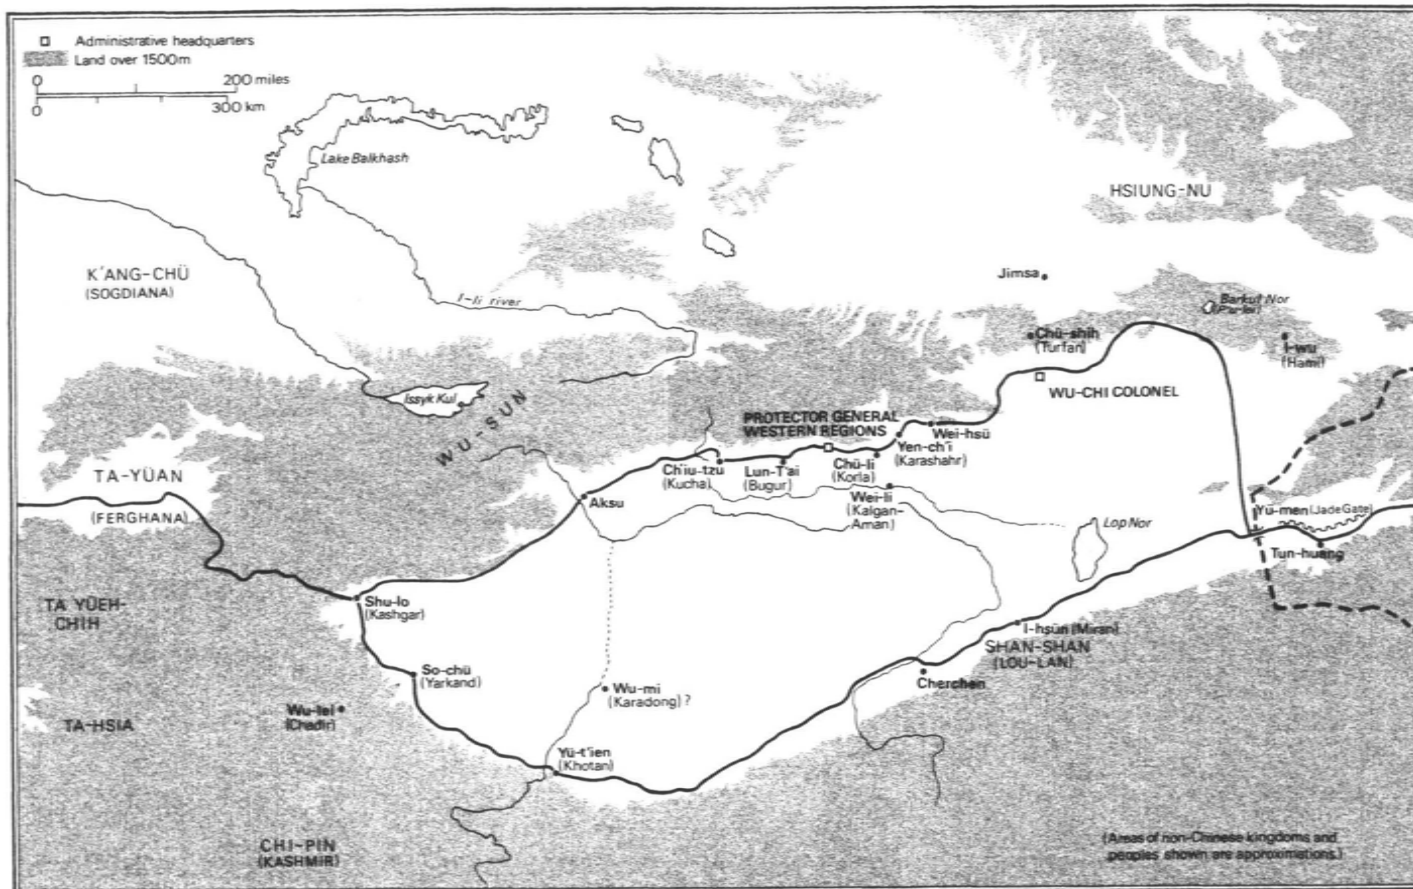 Administrative headquarters
Land over 1500m
0 200 miles
0 300 km
Lake Balkhash
HSIUNG-NU
K'ANG-CHÜ
(SOGDIANA)
I-li river
Jimsa
Barkul Nor
(P'u-lei)
Chü-shih
(Turfan)
I-wu
(Hami)
Issyk Kul
WU-SUN
WU-CHI COLONEL
PROTECTOR GENERAL
WESTERN REGIONS
Wei-hsü
Yen-ch'i
(Karashahr)
TA-YÜAN
(FERGHANA)
Ch'iu-tzu
(Kucha)
Lun-T'ai
(Bugur)
Chü-li
(Korla)
Aksu
Wei-li
(Kalgan-
Aman)
Lop Nor
Yü-men (Jade Gate)
Tun-huang
TA YÜEH-
CHIH
Shu-lo
(Kashgar)
I-hsün (Miran)
SHAN-SHAN
(LOU-LAN)
So-chü
(Yarkand)
Cherchen
Wu-mi
(Karadong) ?
Wu-lei
(Chadir)
TA-HSIA
Yü-t'ien
(Khotan)
CHI-PIN
(KASHMIR)
(Areas of non-Chinese kingdoms and
peoples shown are approximations.)